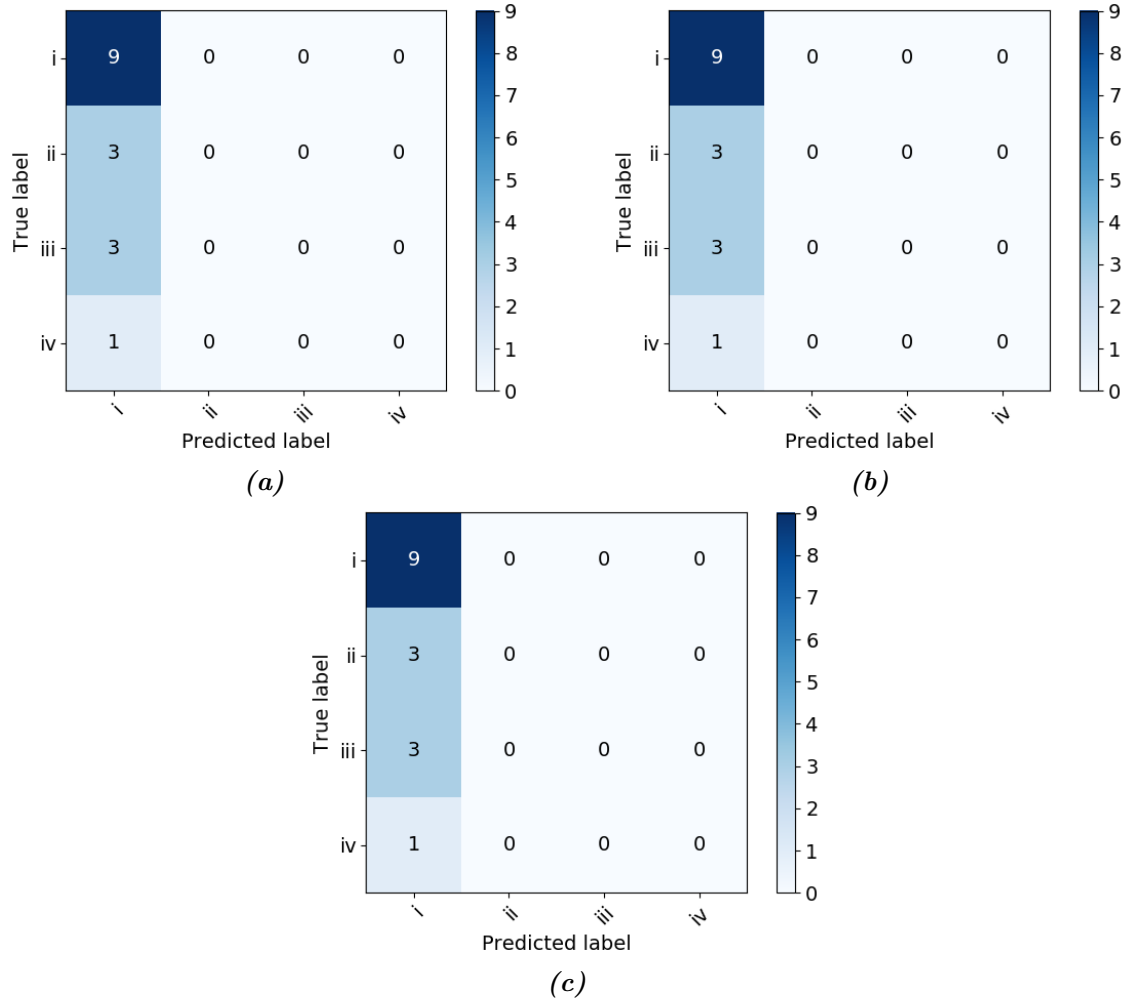 9
8
7
6
5
4
3
2
1
0
i 9 0 0 0
ii 3 0 0 0
iii 3 0 0 0
iv 1 0 0 0
True label
i ii iii iv
Predicted label
(a)
9
8
7
6
5
4
3
2
1
0
i 9 0 0 0
ii 3 0 0 0
iii 3 0 0 0
iv 1 0 0 0
True label
i ii iii iv
Predicted label
(b)
9
8
7
6
5
4
3
2
1
0
i 9 0 0 0
ii 3 0 0 0
iii 3 0 0 0
iv 1 0 0 0
True label
i ii iii iv
Predicted label
(c)